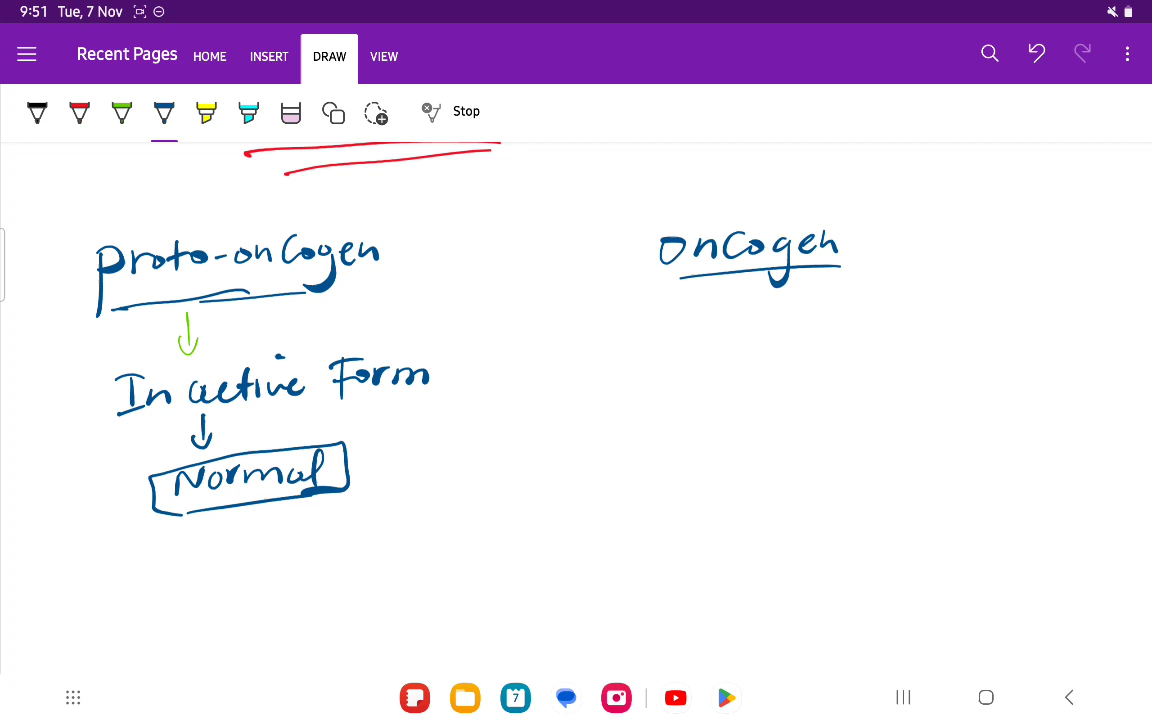 9:51 Tue, 7 Nov
Recent Pages HOME INSERT DRAW VIEW
Stop
Proto-onCogen
onCogen
In active Form
Normal
7